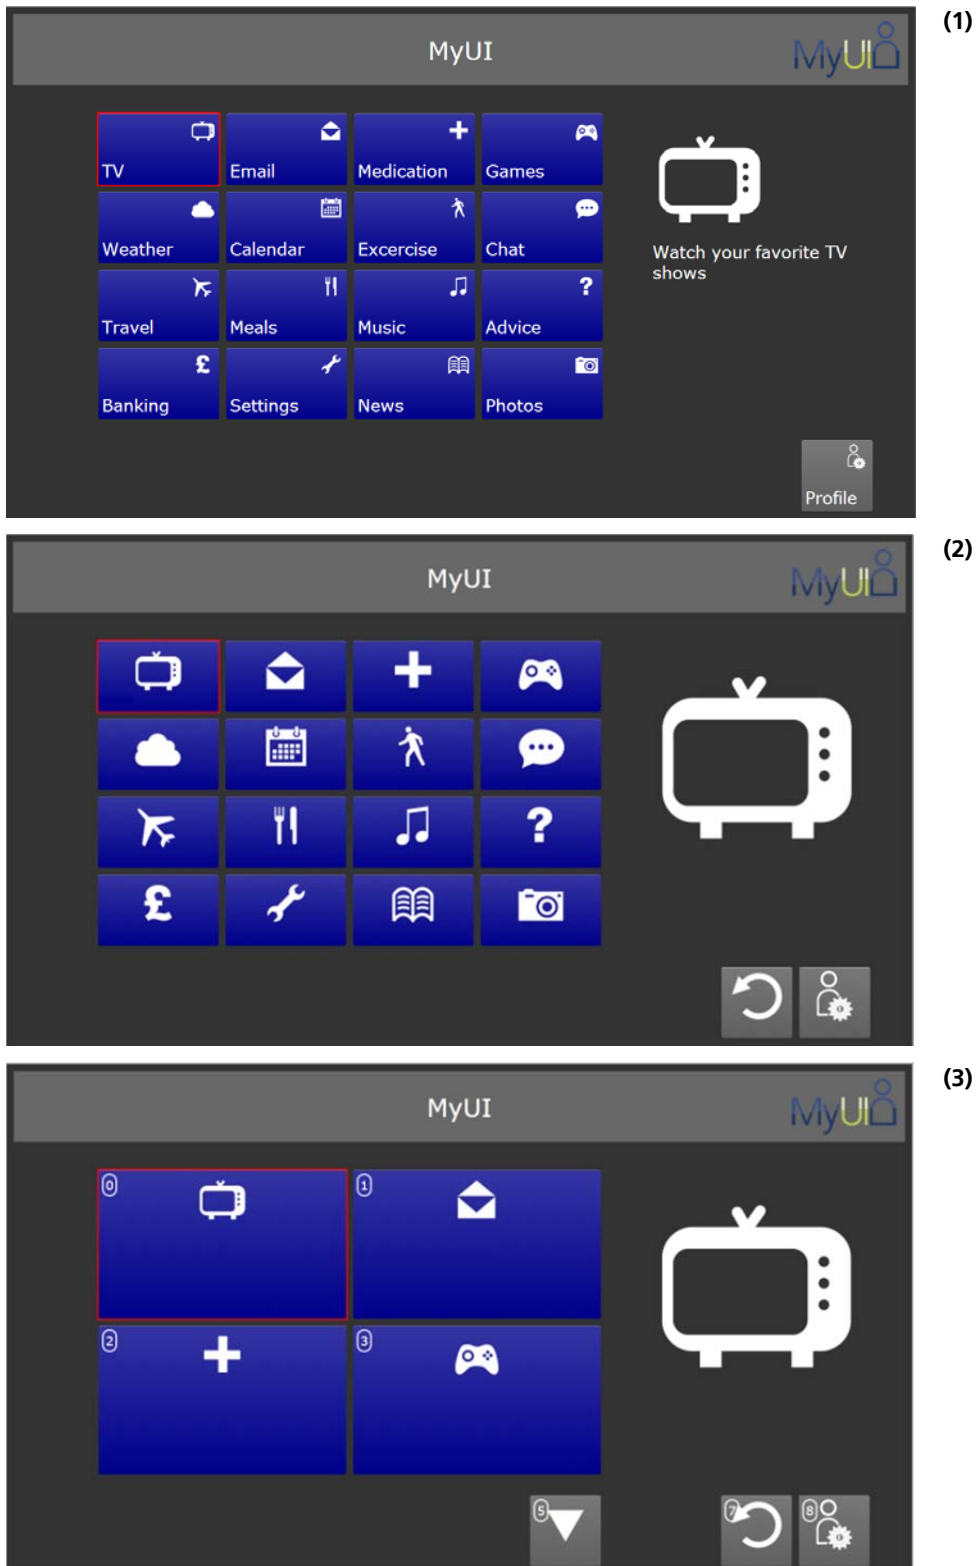 (1)
MyUI
MyUI
TV Email Medication Games
Weather Calendar Excercise Chat
Watch your favorite TV
shows
Travel Meals Music Advice
Banking Settings News Photos
Profile
(2)
MyUI
MyUI
£
(3)
MyUI
MyUI
0 1
2 3
5 7 8